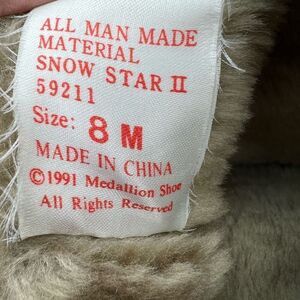 ALL MAN MADE
MATERIAL
SNOW STAR II
59211
Size: 8 M
MADE IN CHINA
©1991 Medallion Shoe
All Rights Reserved